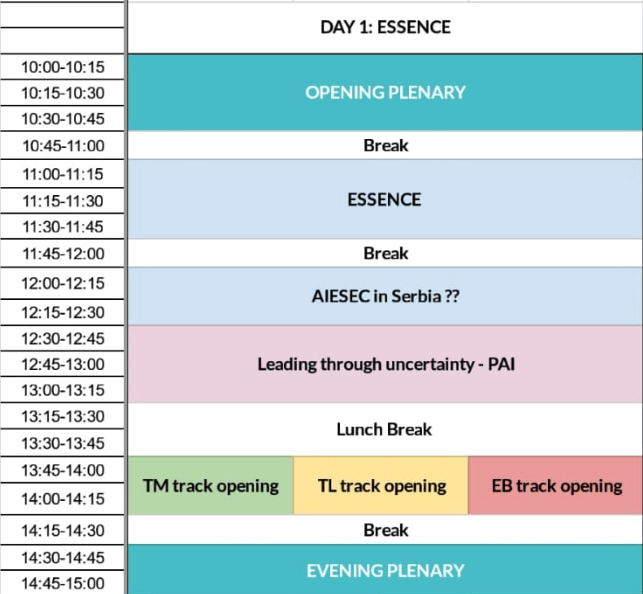 DAY 1: ESSENCE
10:00-10:15
10:15-10:30
OPENING PLENARY
10:30-10:45
10:45-11:00
Break
11:00-11:15
11:15-11:30
ESSENCE
11:30-11:45
11:45-12:00
Break
12:00-12:15
AIESEC in Serbia ??
12:15-12:30
12:30-12:45
12:45-13:00
Leading through uncertainty - PAI
13:00-13:15
13:15-13:30
Lunch Break
13:30-13:45
13:45-14:00
TM track opening TL track opening EB track opening
14:00-14:15
14:15-14:30
Break
14:30-14:45
EVENING PLENARY
14:45-15:00